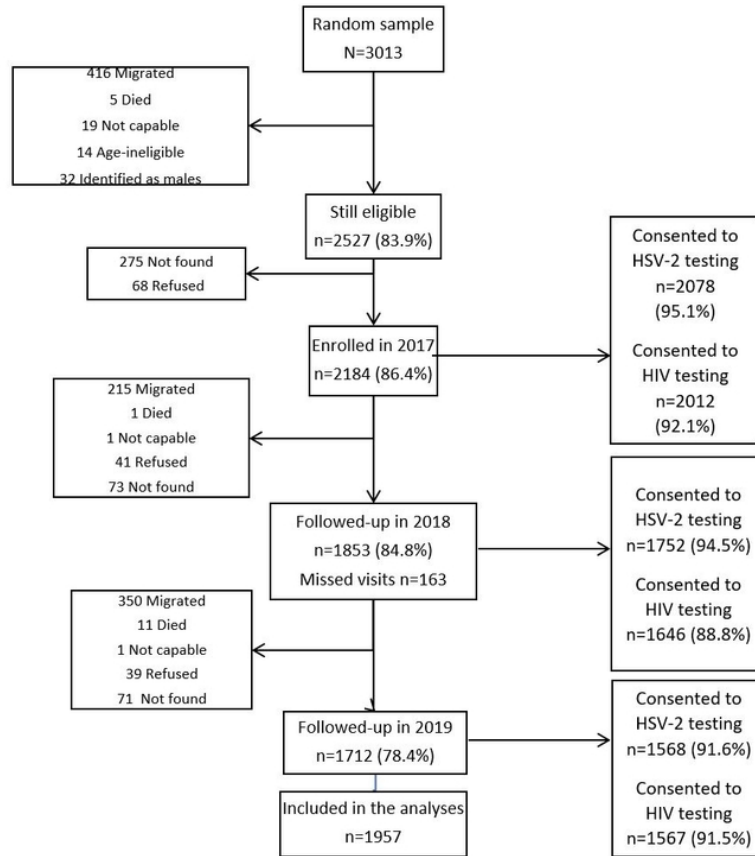 Random sample
N=3013
416 Migrated
5 Died
19 Not capable
14 Age-ineligible
32 Identified as males
Still eligible
n=2527 (83.9%)
275 Not found
68 Refused
Enrolled in 2017
n=2184 (86.4%)
Consented to
HSV-2 testing
n=2078
(95.1%)
Consented to
HIV testing
n=2012
(92.1%)
215 Migrated
1 Died
1 Not capable
41 Refused
73 Not found
Followed-up in 2018
n=1853 (84.8%)
Missed visits n=163
Consented to
HSV-2 testing
n=1752 (94.5%)
Consented to
HIV testing
n=1646 (88.8%)
350 Migrated
11 Died
1 Not capable
39 Refused
71 Not found
Followed-up in 2019
n=1712 (78.4%)
Consented to
HSV-2 testing
n=1568 (91.6%)
Consented to
HIV testing
n=1567 (91.5%)
Included in the analyses
n=1957